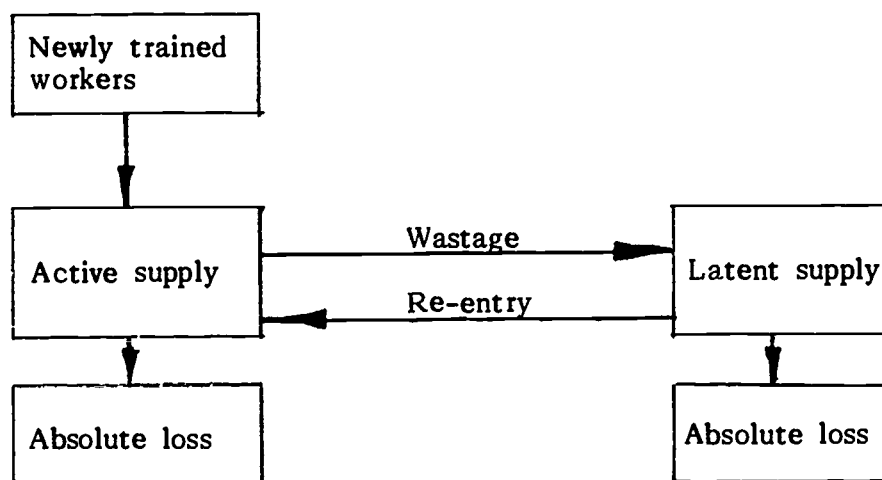 Newly trained
workers
Wastage
Active supply
Latent supply
Re-entry
Absolute loss
Absolute loss